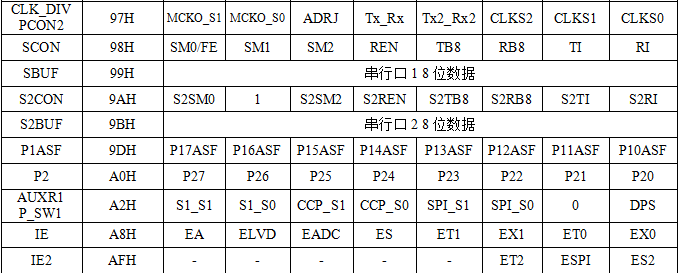 CLK_DIV PCON2 97H MCKO_S1 MCKO_S0 ADRJ Tx_Rx Tx2_Rx2 CLKS2 CLKS1 CLKS0
SCON 98H SM0/FE SM1 SM2 REN TB8 RB8 TI RI
SBUF 99H 串行口 1 8 位数据
S2CON 9AH S2SM0 1 S2SM2 S2REN S2TB8 S2RB8 S2TI S2RI
S2BUF 9BH 串行口 2 8 位数据
P1ASF 9DH P17ASF P16ASF P15ASF P14ASF P13ASF P12ASF P11ASF P10ASF
P2 A0H P27 P26 P25 P24 P23 P22 P21 P20
AUXR1 P_SW1 A2H S1_S1 S1_S0 CCP_S1 CCP_S0 SPI_S1 SPI_S0 0 DPS
IE A8H EA ELVD EADC ES ET1 EX1 ET0 EX0
IE2 AFH - - - - - ET2 ESPI ES2